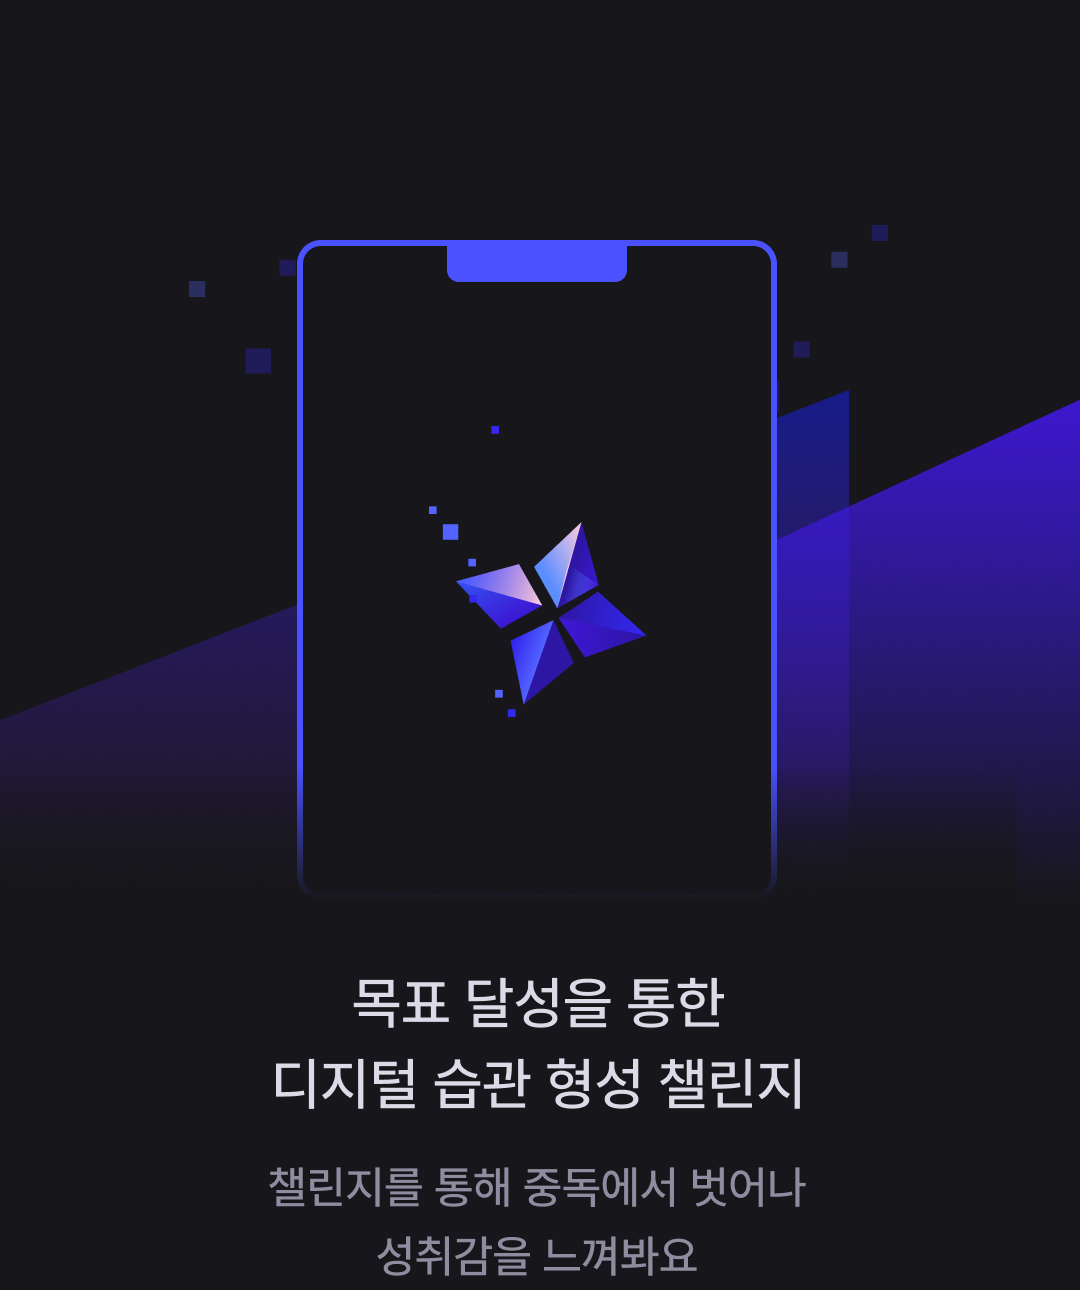 목표 달성을 통한
디지털 습관 형성 챌린지
챌린지를 통해 중독에서 벗어나
성취감을 느껴봐요